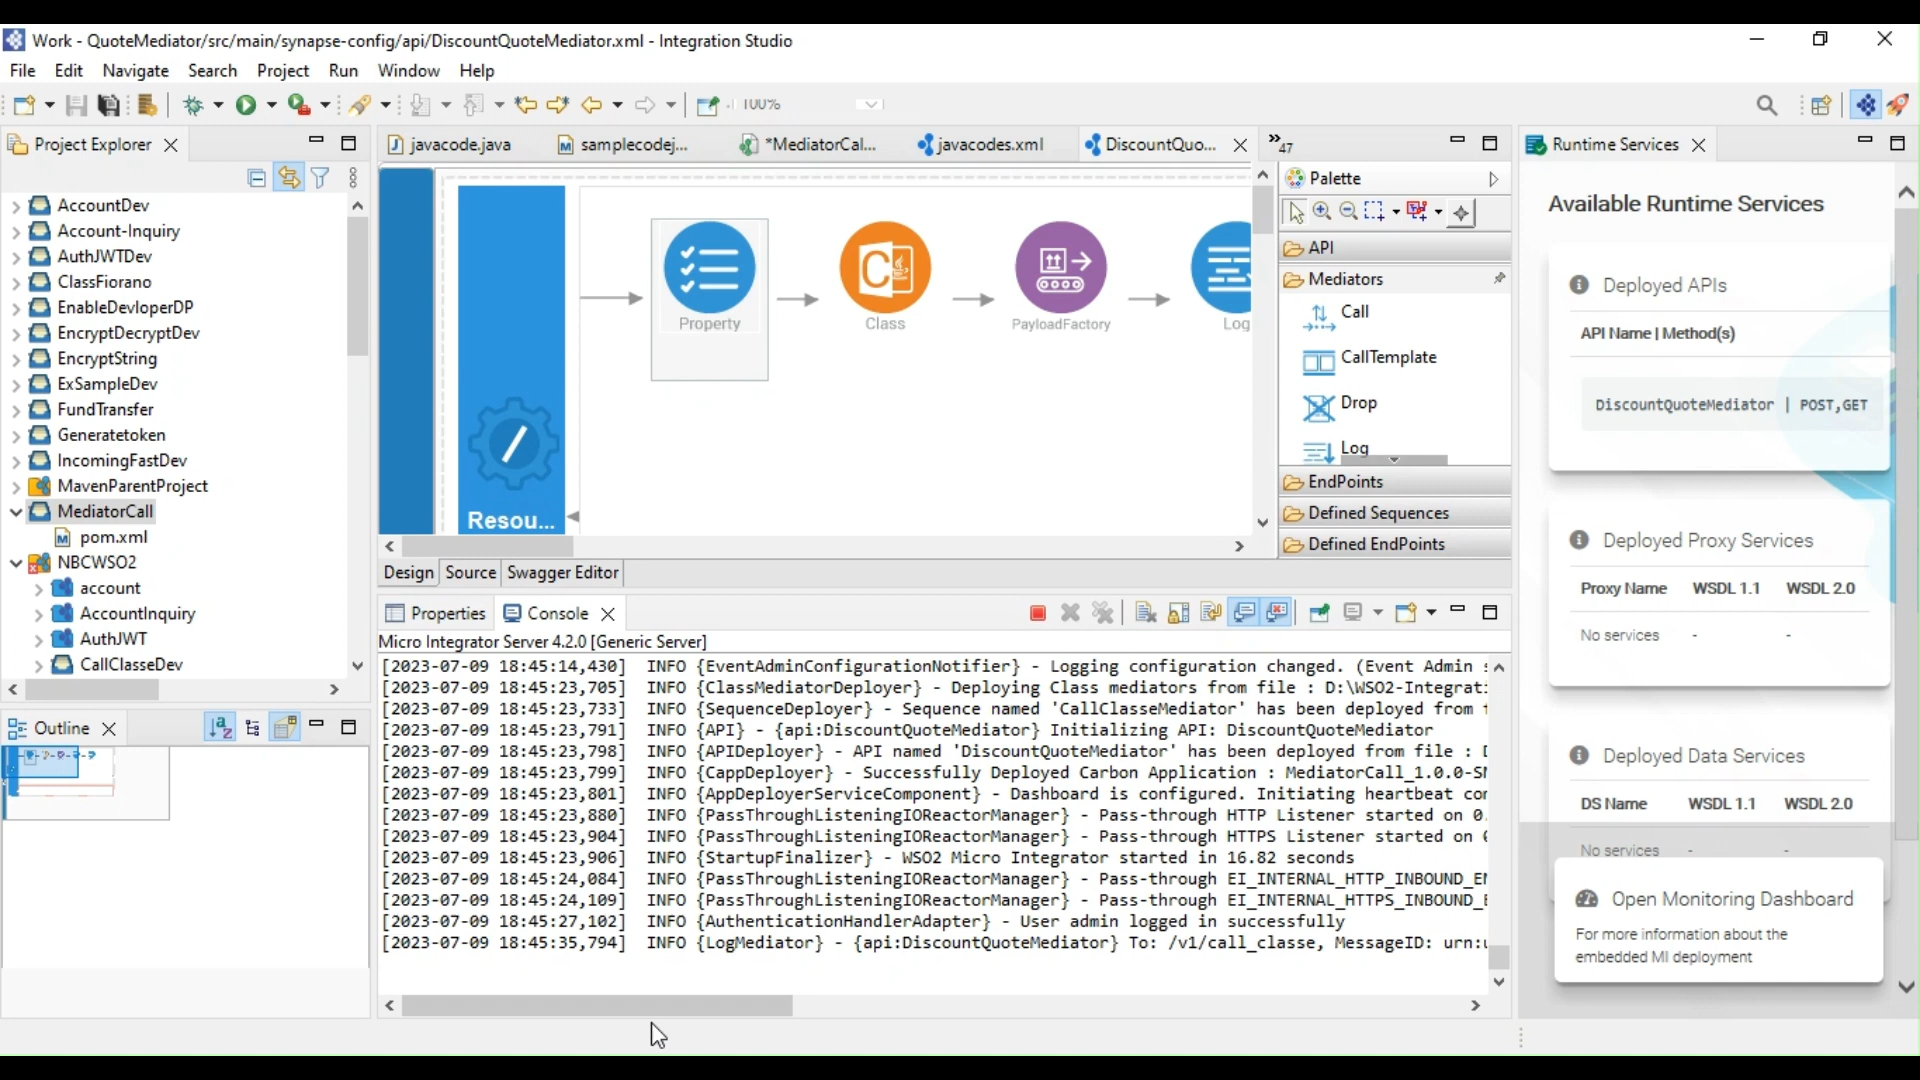 Work - QuoteMediator/src/main/synapse-config/api/DiscountQuoteMediator.xml - Integration Studio
File Edit Navigate Search Project Run Window Help
100%
Project Explorer
AccountDev
Account-Inquiry
AuthJWTDev
ClassFiorano
EnableDevloperDP
EncryptDecryptDev
EncryptString
ExSampleDev
FundTransfer
Generatetoken
IncomingFastDev
MavenParentProject
MediatorCall
pom.xml
NBCWSO2
account
AccountInquiry
AuthJWT
CallClasseDev
Outline
javacode.java samplecodej... *MediatorCal... javacodes.xml DiscountQuo... »47
Property
Class
PayloadFactory
Log
Resou...
Palette
API
Mediators
Call
CallTemplate
Drop
Log
EndPoints
Defined Sequences
Defined EndPoints
Design Source Swagger Editor
Properties Console
Micro Integrator Server 4.2.0 [Generic Server]
[2023-07-09 18:45:14,430] INFO {EventAdminConfigurationNotifier} - Logging configuration changed. (Event Admin
[2023-07-09 18:45:23,705] INFO {ClassMediatorDeployer} - Deploying Class mediators from file : D:\WSO2-Integrat
[2023-07-09 18:45:23,733] INFO {SequenceDeployer} - Sequence named 'CallClasseMediator' has been deployed from
[2023-07-09 18:45:23,791] INFO {API} - {api:DiscountQuoteMediator} Initializing API: DiscountQuoteMediator
[2023-07-09 18:45:23,798] INFO {APIDeployer} - API named 'DiscountQuoteMediator' has been deployed from file :
[2023-07-09 18:45:23,799] INFO {CappDeployer} - Successfully Deployed Carbon Application : MediatorCall_1.0.0-S
[2023-07-09 18:45:23,801] INFO {AppDeployerServiceComponent} - Dashboard is configured. Initiating heartbeat co
[2023-07-09 18:45:23,880] INFO {PassThroughListeningIOReactorManager} - Pass-through HTTP Listener started on 0.
[2023-07-09 18:45:23,904] INFO {PassThroughListeningIOReactorManager} - Pass-through HTTPS Listener started on
[2023-07-09 18:45:23,906] INFO {StartupFinalizer} - WSO2 Micro Integrator started in 16.82 seconds
[2023-07-09 18:45:24,084] INFO {PassThroughListeningIOReactorManager} - Pass-through EI_INTERNAL_HTTP_INBOUND_E
[2023-07-09 18:45:24,109] INFO {PassThroughListeningIOReactorManager} - Pass-through EI_INTERNAL_HTTPS_INBOUND_
[2023-07-09 18:45:27,102] INFO {AuthenticationHandlerAdapter} - User admin logged in successfully
[2023-07-09 18:45:35,794] INFO {LogMediator} - {api:DiscountQuoteMediator} To: /v1/call_classe, MessageID: urn:
Runtime Services
Available Runtime Services
Deployed APIs
API Name | Method(s)
DiscountQuoteMediator | POST,GET
Deployed Proxy Services
Proxy Name WSDL 1.1 WSDL 2.0
No services - -
Deployed Data Services
DS Name WSDL 1.1 WSDL 2.0
No services - -
Open Monitoring Dashboard
For more information about the
embedded MI deployment